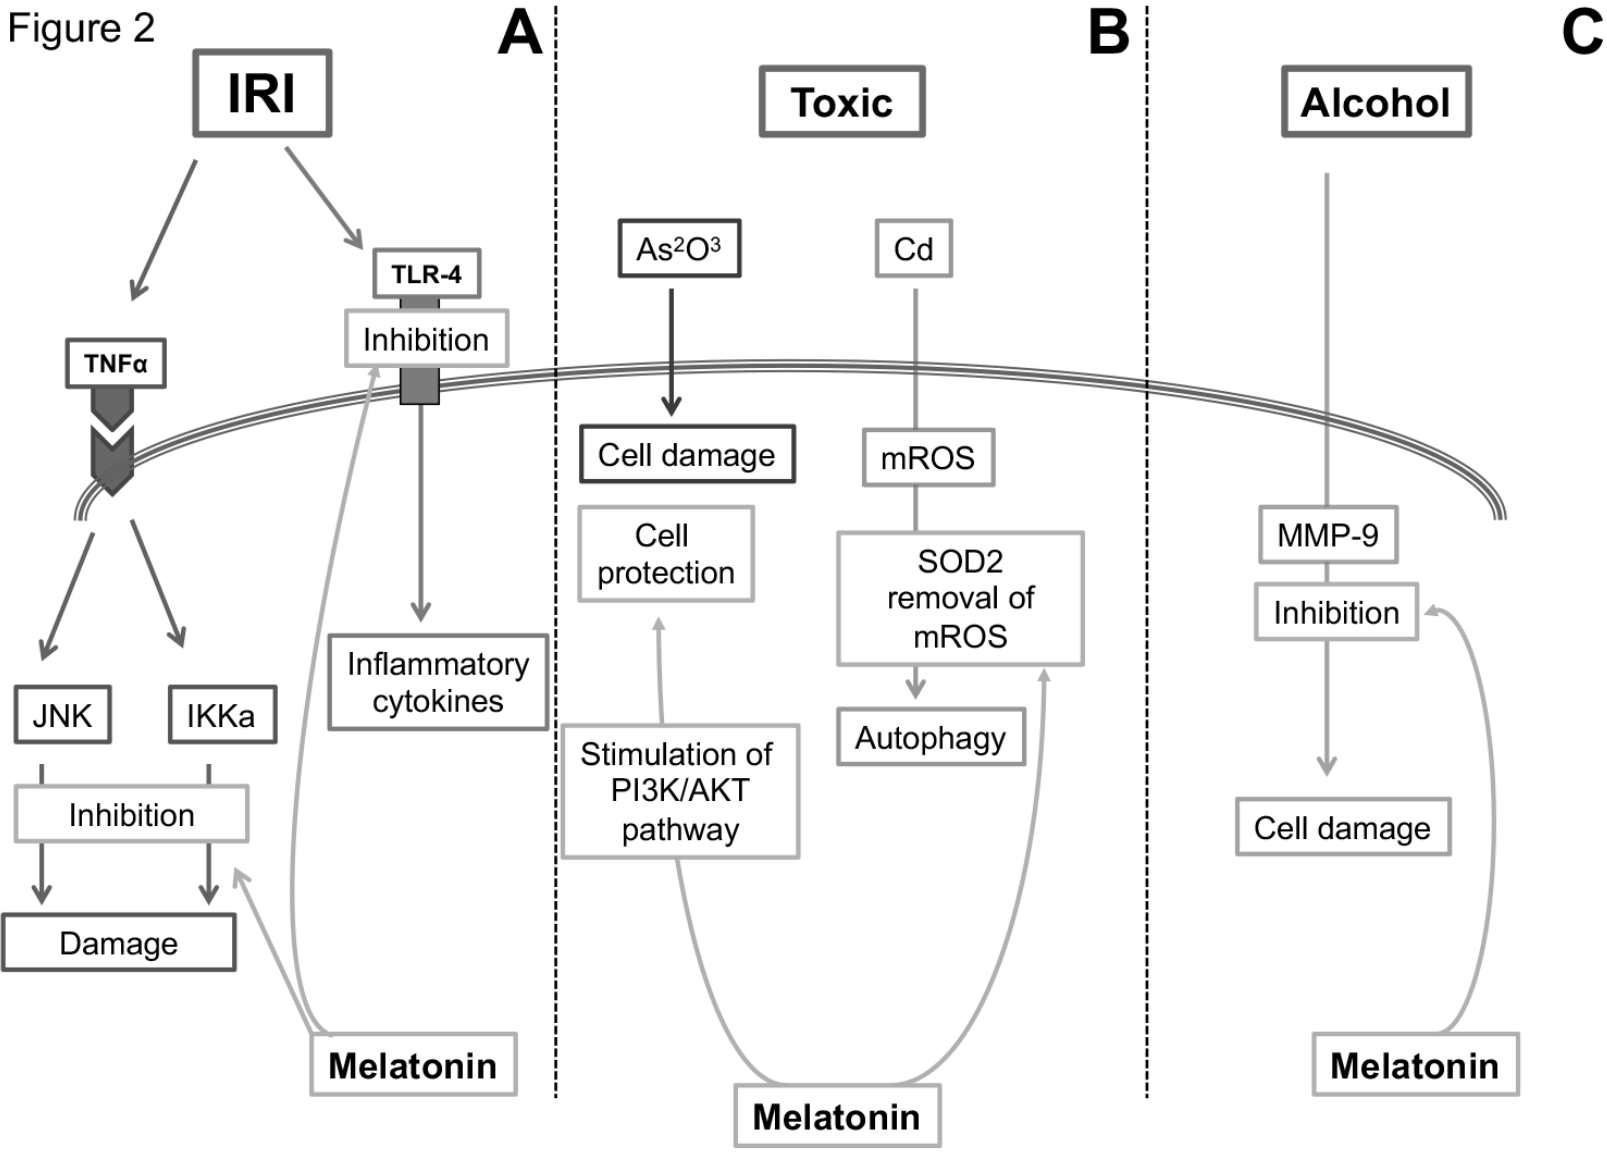 Figure 2
A
IRI
TLR-4
Inhibition
TNFα
JNK
IKKa
Inflammatory
cytokines
Inhibition
Damage
Melatonin
B
Toxic
As²O³
Cd
Cell damage
mROS
Cell
protection
SOD2
removal of
mROS
Stimulation of
PI3K/AKT
pathway
Autophagy
Melatonin
C
Alcohol
MMP-9
Inhibition
Cell damage
Melatonin